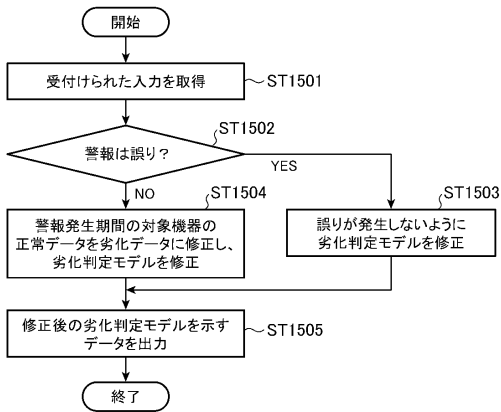 開始
受付けられた入力を取得
ST1501
ST1502
警報は誤り?
YES
NO
ST1504
ST1503
警報発生期間の対象機器の
正常データを劣化データに修正し、
劣化判定モデルを修正
誤りが発生しないように
劣化判定モデルを修正
修正後の劣化判定モデルを示す
データを出力
ST1505
終了